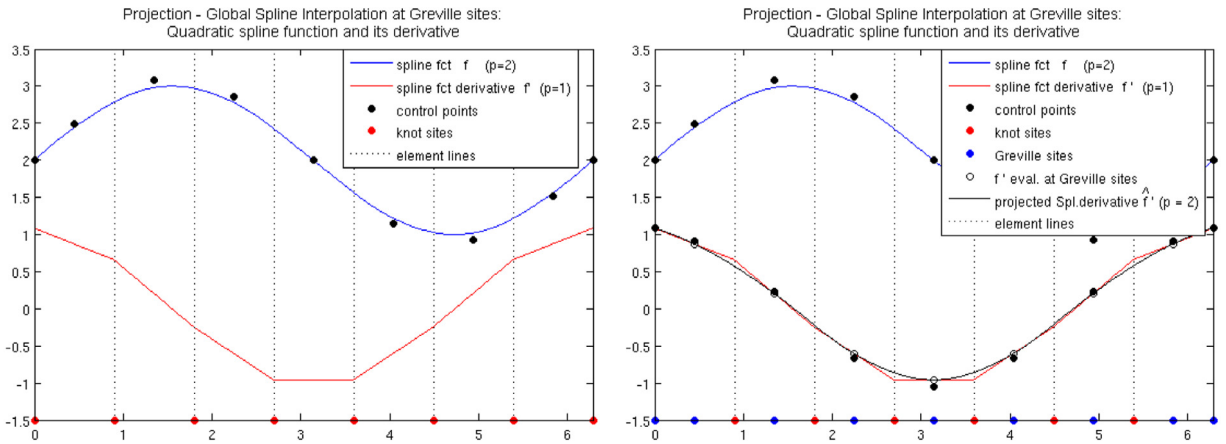 Projection - Global Spline Interpolation at Greville sites:
Quadratic spline function and its derivative
3.5
3
2.5
2
1.5
1
0.5
0
-0.5
-1
-1.5
0 1 2 3 4 5 6
spline fct f (p=2)
spline fct derivative f' (p=1)
control points
knot sites
element lines
Projection - Global Spline Interpolation at Greville sites:
Quadratic spline function and its derivative
3.5
3
2.5
2
1.5
1
0.5
0
-0.5
-1
-1.5
0 1 2 3 4 5 6
spline fct f (p=2)
spline fct derivative f ' (p=1)
control points
knot sites
Greville sites
f ' eval. at Greville sites
projected Spl.derivative f̂ ' (p = 2)
element lines